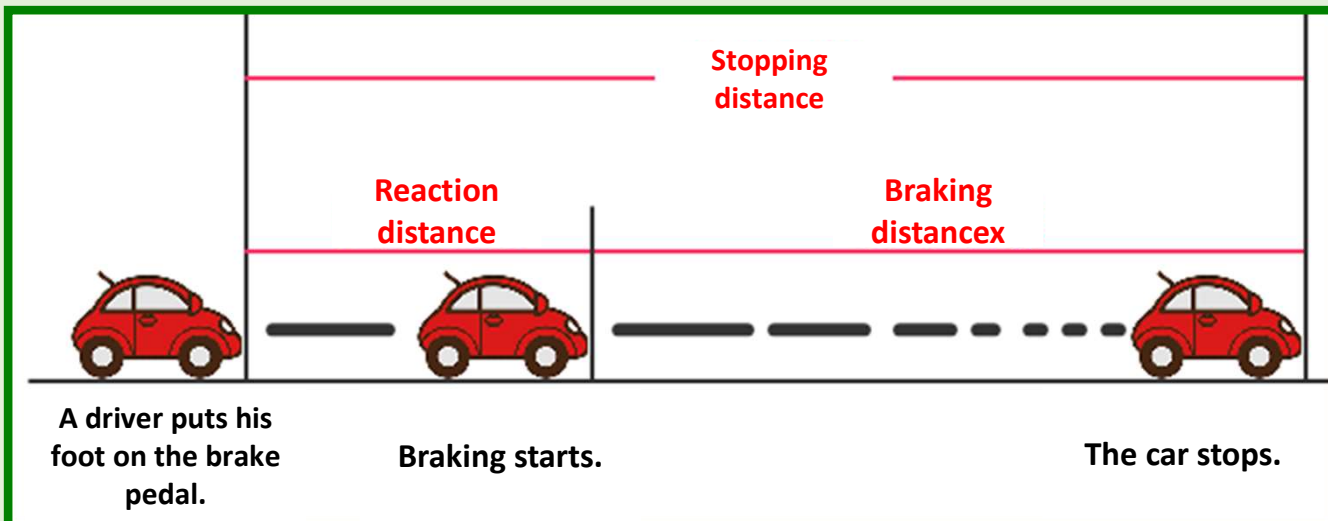 Stopping
distance
Reaction
distance
Braking
distancex
A driver puts his
foot on the brake
pedal.
Braking starts.
The car stops.